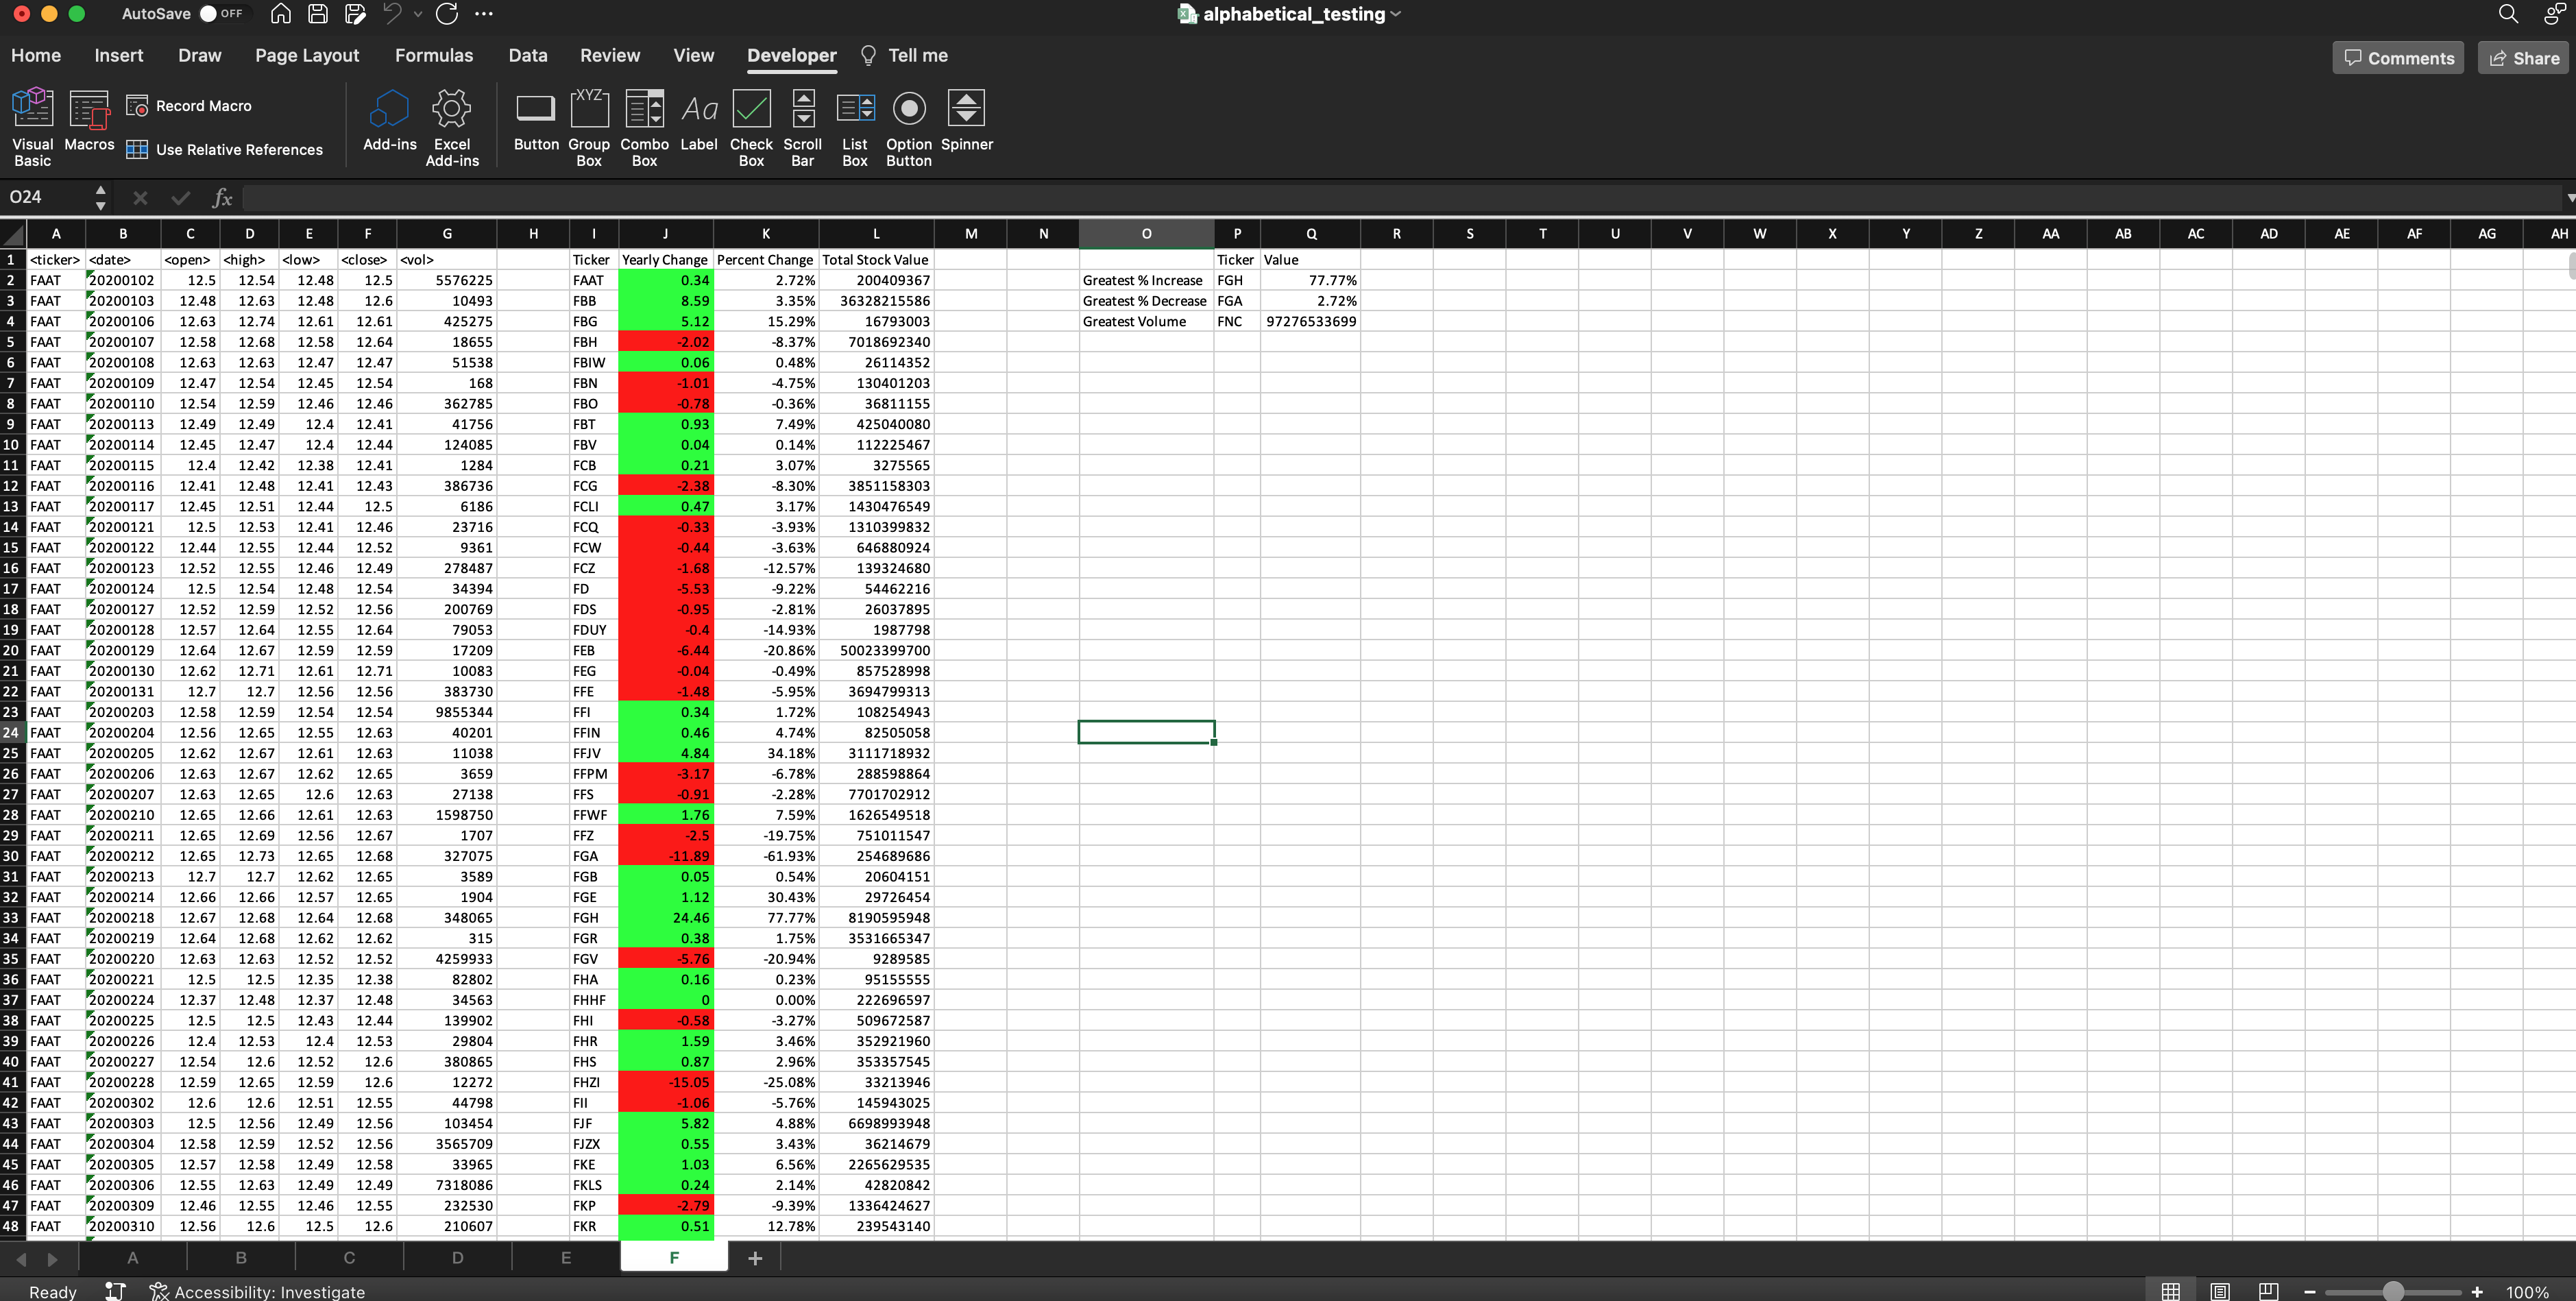 AutoSave OFF alphabetical_testing
Home Insert Draw Page Layout Formulas Data Review View Developer Tell me Comments Share
Visual Basic Macros Record Macro Use Relative References Add-ins Excel Add-ins Button XYZ Group Box Combo Box Aa Label Check Box Scroll Bar List Box Option Button Spinner
O24 fx
A B C D E F G H I J K L M N O P Q R S T U V W X Y Z AA AB AC AD AE AF AG AH
1 <ticker> <date> <open> <high> <low> <close> <vol> Ticker Yearly Change Percent Change Total Stock Value Ticker Value
2 FAAT 20200102 12.5 12.54 12.48 12.5 5576225 FAAT 0.34 2.72% 200409367 Greatest % Increase FGH 77.77%
3 FAAT 20200103 12.48 12.63 12.48 12.6 10493 FBB 8.59 3.35% 36328215586 Greatest % Decrease FGA 2.72%
4 FAAT 20200106 12.63 12.74 12.61 12.61 425275 FBG 5.12 15.29% 16793003 Greatest Volume FNC 97276533699
5 FAAT 20200107 12.58 12.68 12.58 12.64 18655 FBH -2.02 -8.37% 7018692340
6 FAAT 20200108 12.63 12.63 12.47 12.47 51538 FBIW 0.06 0.48% 26114352
7 FAAT 20200109 12.47 12.54 12.45 12.54 168 FBN -1.01 -4.75% 130401203
8 FAAT 20200110 12.54 12.59 12.46 12.46 362785 FBO -0.78 -0.36% 36811155
9 FAAT 20200113 12.49 12.49 12.4 12.41 41756 FBT 0.93 7.49% 425040080
10 FAAT 20200114 12.45 12.47 12.4 12.44 124085 FBV 0.04 0.14% 112225467
11 FAAT 20200115 12.4 12.42 12.38 12.41 1284 FCB 0.21 3.07% 3275565
12 FAAT 20200116 12.41 12.48 12.41 12.43 386736 FCG -2.38 -8.30% 3851158303
13 FAAT 20200117 12.45 12.51 12.44 12.5 6186 FCLI 0.47 3.17% 1430476549
14 FAAT 20200121 12.5 12.53 12.41 12.46 23716 FCQ -0.33 -3.93% 1310399832
15 FAAT 20200122 12.44 12.55 12.44 12.52 9361 FCW -0.44 -3.63% 646880924
16 FAAT 20200123 12.52 12.55 12.46 12.49 278487 FCZ -1.68 -12.57% 139324680
17 FAAT 20200124 12.5 12.54 12.48 12.54 34394 FD -5.53 -9.22% 54462216
18 FAAT 20200127 12.52 12.59 12.52 12.56 200769 FDS -0.95 -2.81% 26037895
19 FAAT 20200128 12.57 12.64 12.55 12.64 79053 FDUY -0.4 -14.93% 1987798
20 FAAT 20200129 12.64 12.67 12.59 12.59 17209 FEB -6.44 -20.86% 50023399700
21 FAAT 20200130 12.62 12.71 12.61 12.71 10083 FEG -0.04 -0.49% 857528998
22 FAAT 20200131 12.7 12.7 12.56 12.56 383730 FFE -1.48 -5.95% 3694799313
23 FAAT 20200203 12.58 12.59 12.54 12.54 9855344 FFI 0.34 1.72% 108254943
24 FAAT 20200204 12.56 12.65 12.55 12.63 40201 FFIN 0.46 4.74% 82505058
25 FAAT 20200205 12.62 12.67 12.61 12.63 11038 FFJV 4.84 34.18% 3111718932
26 FAAT 20200206 12.63 12.67 12.62 12.65 3659 FFPM -3.17 -6.78% 288598864
27 FAAT 20200207 12.63 12.65 12.6 12.63 27138 FFS -0.91 -2.28% 7701702912
28 FAAT 20200210 12.65 12.66 12.61 12.63 1598750 FFWF 1.76 7.59% 1626549518
29 FAAT 20200211 12.65 12.69 12.56 12.67 1707 FFZ -2.5 -19.75% 751011547
30 FAAT 20200212 12.65 12.73 12.65 12.68 327075 FGA -11.89 -61.93% 254689686
31 FAAT 20200213 12.7 12.7 12.62 12.65 3589 FGB 0.05 0.54% 20604151
32 FAAT 20200214 12.66 12.66 12.57 12.65 1904 FGE 1.12 30.43% 29726454
33 FAAT 20200218 12.67 12.68 12.64 12.68 348065 FGH 24.46 77.77% 8190595948
34 FAAT 20200219 12.64 12.68 12.62 12.62 315 FGR 0.38 1.75% 3531665347
35 FAAT 20200220 12.63 12.63 12.52 12.52 4259933 FGV -5.76 -20.94% 9289585
36 FAAT 20200221 12.5 12.5 12.35 12.38 82802 FHA 0.16 0.23% 95155555
37 FAAT 20200224 12.37 12.48 12.37 12.48 34563 FHHF 0 0.00% 222696597
38 FAAT 20200225 12.5 12.5 12.43 12.44 139902 FHI -0.58 -3.27% 509672587
39 FAAT 20200226 12.4 12.53 12.4 12.53 29804 FHR 1.59 3.46% 352921960
40 FAAT 20200227 12.54 12.6 12.52 12.6 380865 FHS 0.87 2.96% 353357545
41 FAAT 20200228 12.59 12.65 12.59 12.6 12272 FHZI -15.05 -25.08% 33213946
42 FAAT 20200302 12.6 12.6 12.51 12.55 44798 FII -1.06 -5.76% 145943025
43 FAAT 20200303 12.5 12.56 12.49 12.56 103454 FJF 5.82 4.88% 6698993948
44 FAAT 20200304 12.58 12.59 12.52 12.56 3565709 FJZX 0.55 3.43% 36214679
45 FAAT 20200305 12.57 12.58 12.49 12.58 33965 FKE 1.03 6.56% 2265629535
46 FAAT 20200306 12.55 12.63 12.49 12.49 7318086 FKLS 0.24 2.14% 42820842
47 FAAT 20200309 12.46 12.55 12.46 12.55 232530 FKP -2.79 -9.39% 1336424627
48 FAAT 20200310 12.56 12.6 12.5 12.6 210607 FKR 0.51 12.78% 239543140
A B C D E F +
Ready Accessibility: Investigate 100%